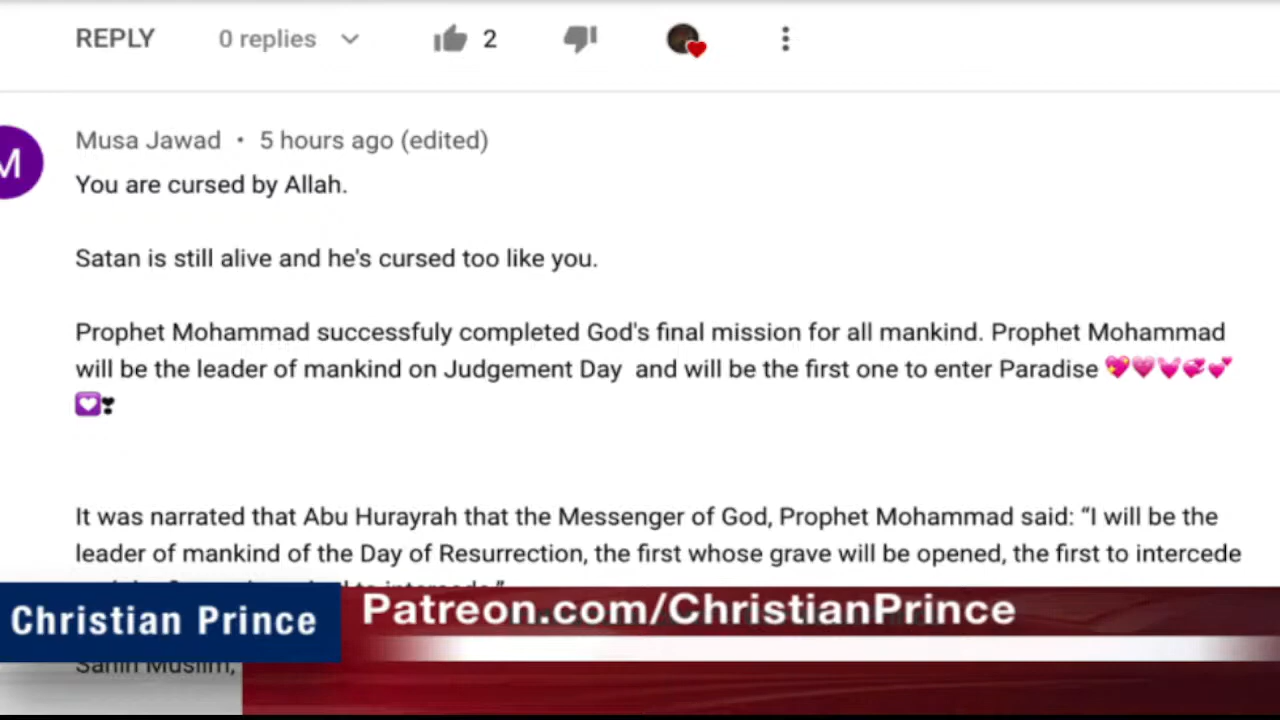 REPLY 0 replies 2
M
Musa Jawad • 5 hours ago (edited)
You are cursed by Allah.
Satan is still alive and he's cursed too like you.
Prophet Mohammad successfuly completed God's final mission for all mankind. Prophet Mohammad
will be the leader of mankind on Judgement Day and will be the first one to enter Paradise 💖💗💓💞💕
💟❣
It was narrated that Abu Hurayrah that the Messenger of God, Prophet Mohammad said: “I will be the
leader of mankind of the Day of Resurrection, the first whose grave will be opened, the first to intercede
Christian Prince
Patreon.com/ChristianPrince
Sahih Muslim,